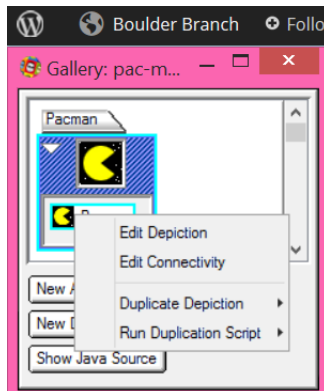 Boulder Branch Follo
Gallery: pac-m...
Pacman
Edit Depiction
Edit Connectivity
New
Duplicate Depiction
New
Run Duplication Script
Show Java Source